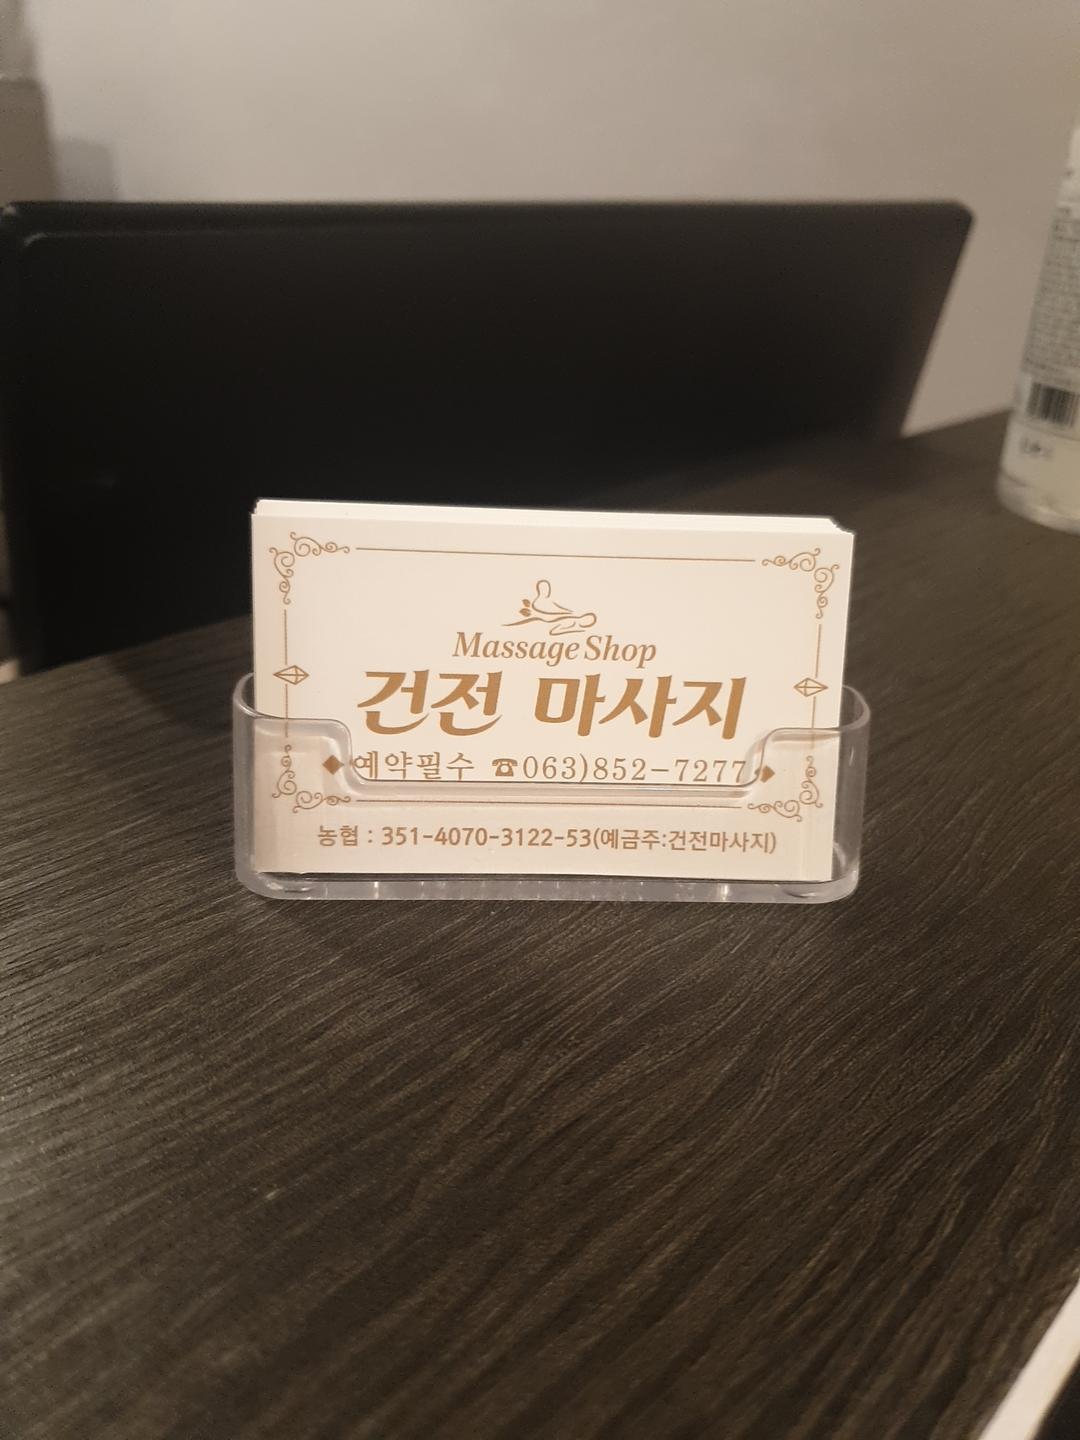 Massage Shop
건전 마사지
◆예약필수 ☎063)852-7277◆
농협 : 351-4070-3122-53(예금주:건전마사지)